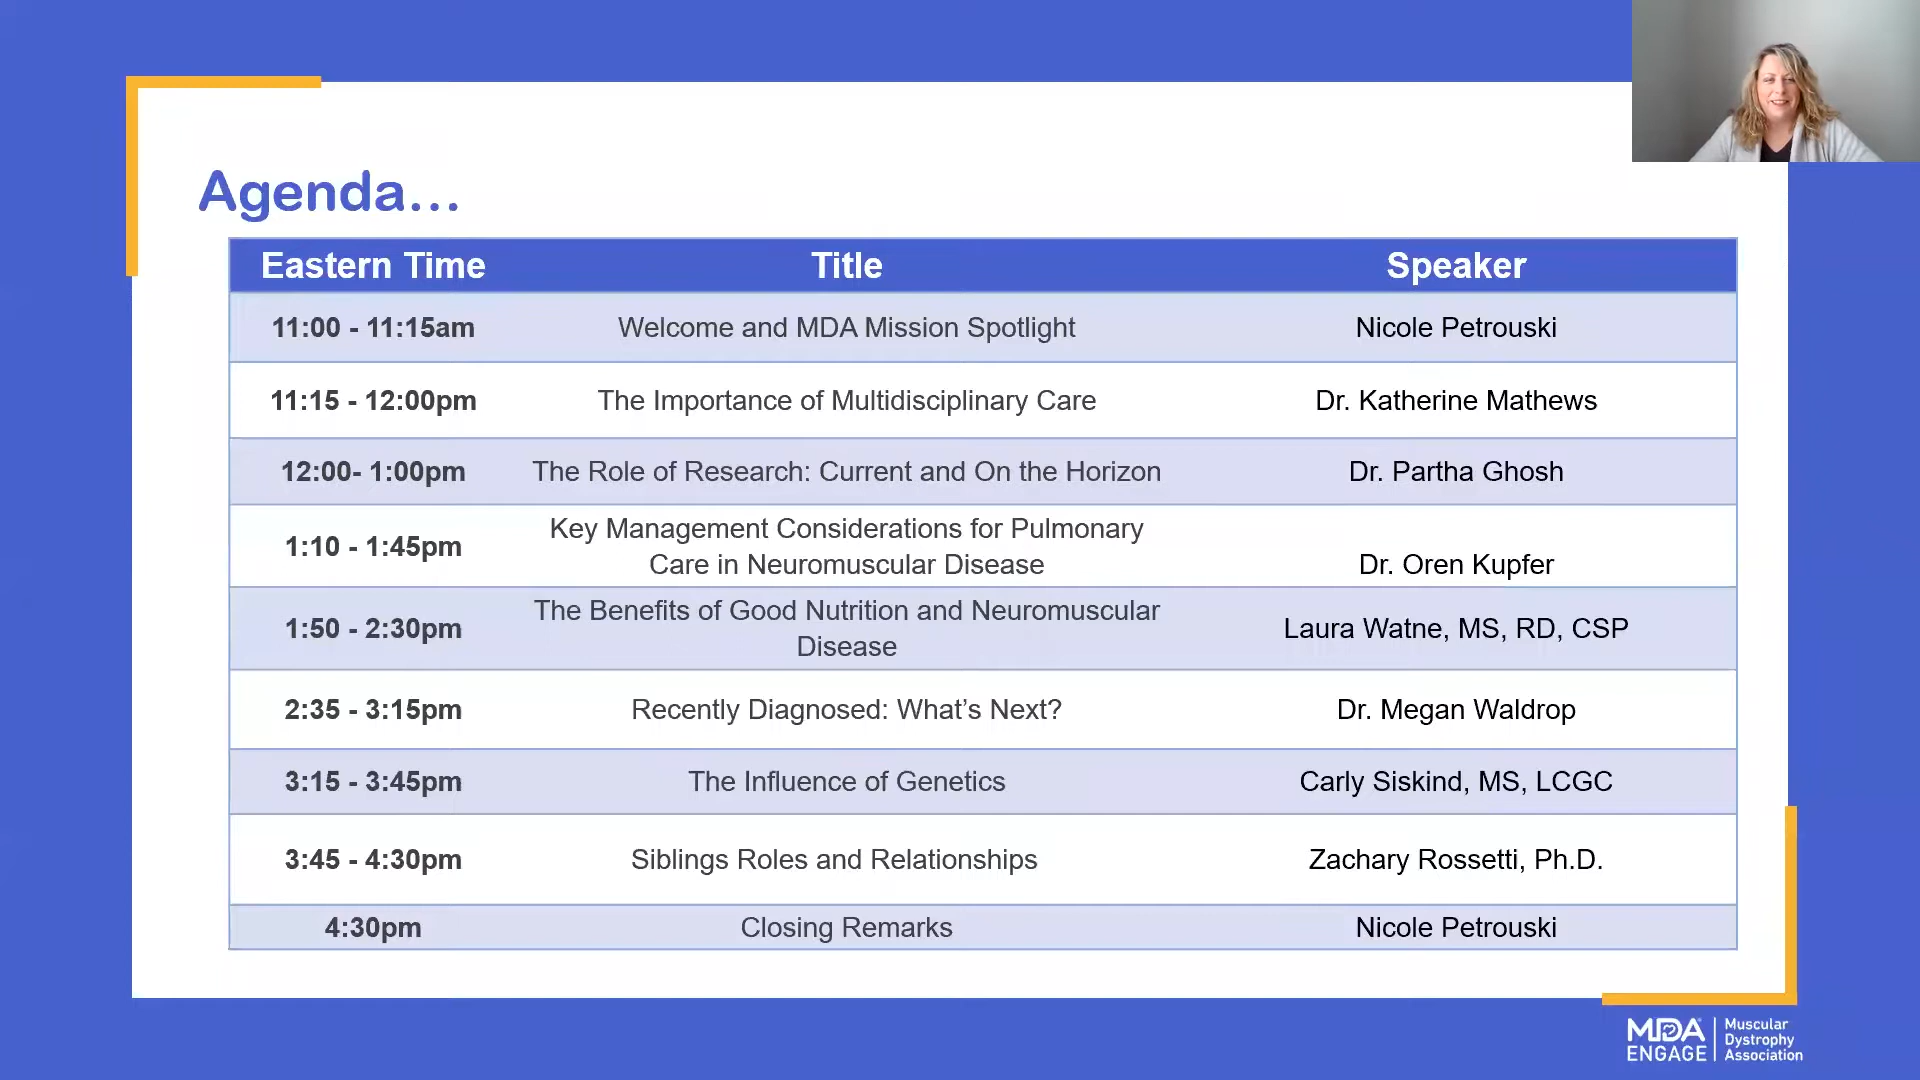 Agenda...
Eastern Time Title Speaker
11:00 - 11:15am Welcome and MDA Mission Spotlight Nicole Petrouski
11:15 - 12:00pm The Importance of Multidisciplinary Care Dr. Katherine Mathews
12:00- 1:00pm The Role of Research: Current and On the Horizon Dr. Partha Ghosh
1:10 - 1:45pm Key Management Considerations for Pulmonary
Care in Neuromuscular Disease Dr. Oren Kupfer
1:50 - 2:30pm The Benefits of Good Nutrition and Neuromuscular
Disease Laura Watne, MS, RD, CSP
2:35 - 3:15pm Recently Diagnosed: What’s Next? Dr. Megan Waldrop
3:15 - 3:45pm The Influence of Genetics Carly Siskind, MS, LCGC
3:45 - 4:30pm Siblings Roles and Relationships Zachary Rossetti, Ph.D.
4:30pm Closing Remarks Nicole Petrouski
MDA
ENGAGE
Muscular
Dystrophy
Association